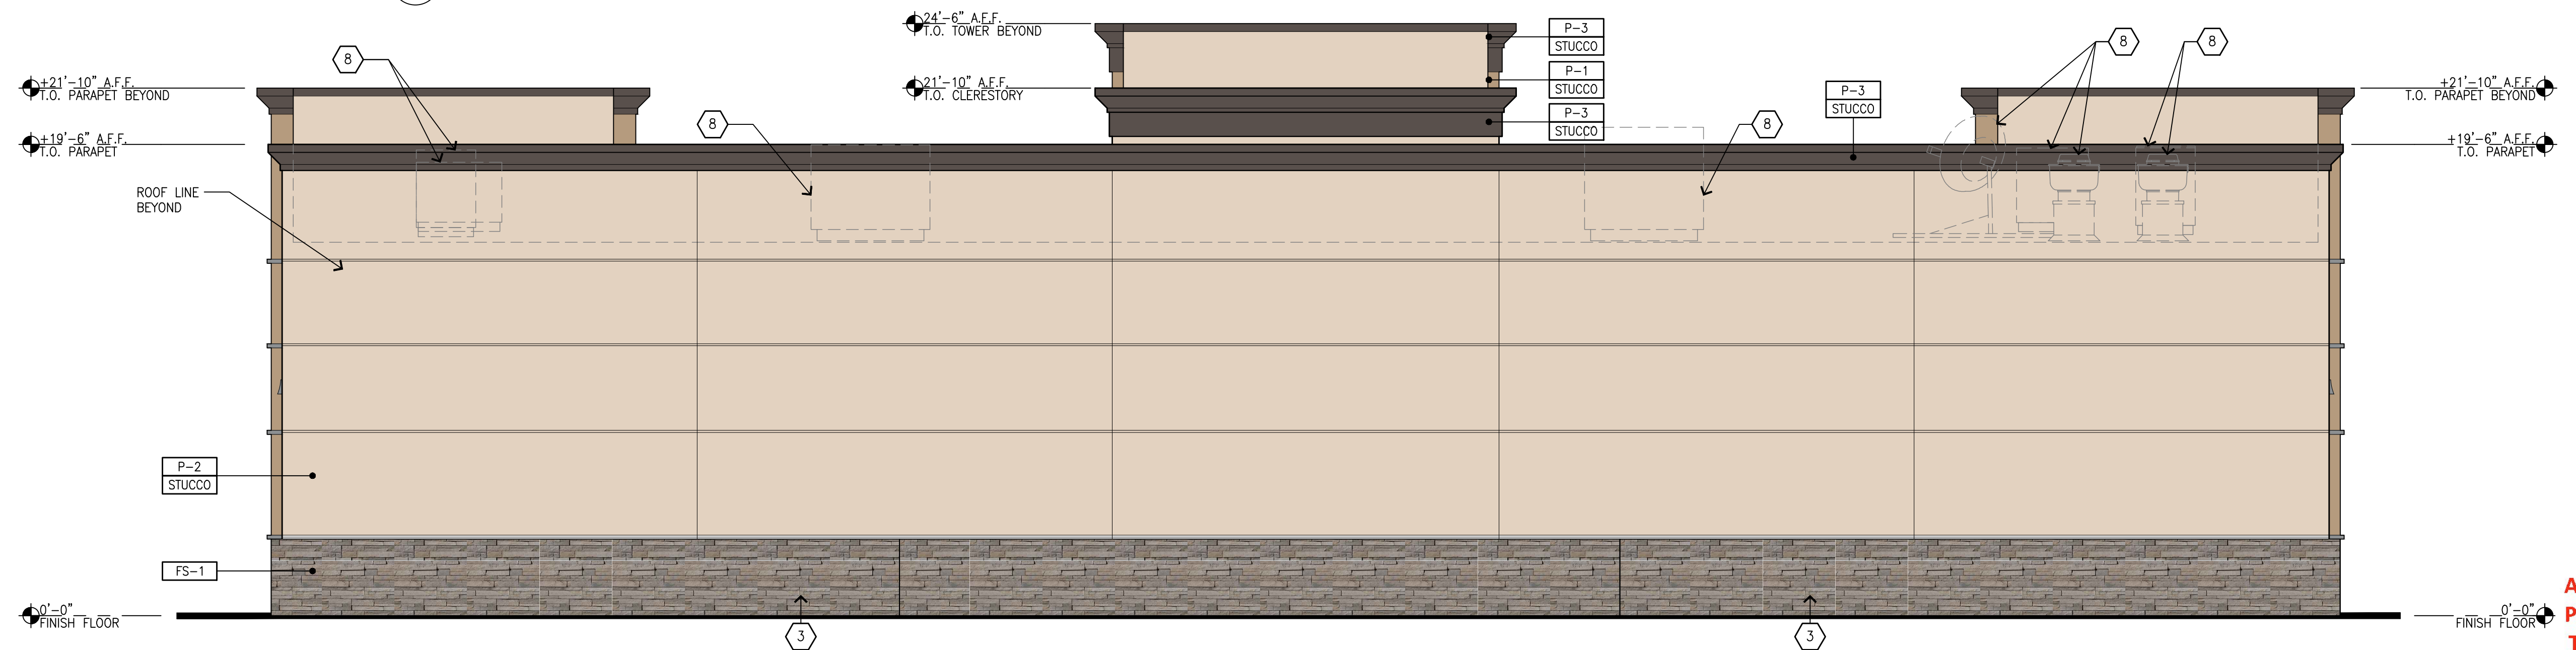 24'-6" A.F.F.
T.O. TOWER BEYOND
P-3
STUCCO
8
8
8
+21'-10" A.F.F.
T.O. PARAPET BEYOND
21'-10" A.F.F.
T.O. CLERESTORY
P-1
STUCCO
P-3
STUCCO
+21'-10" A.F.F.
T.O. PARAPET BEYOND
P-3
STUCCO
8
8
+19'-6" A.F.F.
T.O. PARAPET
+19'-6" A.F.F.
T.O. PARAPET
ROOF LINE
BEYOND
P-2
STUCCO
FS-1
A
P
T
0'-0"
FINISH FLOOR
0'-0"
FINISH FLOOR
3
3